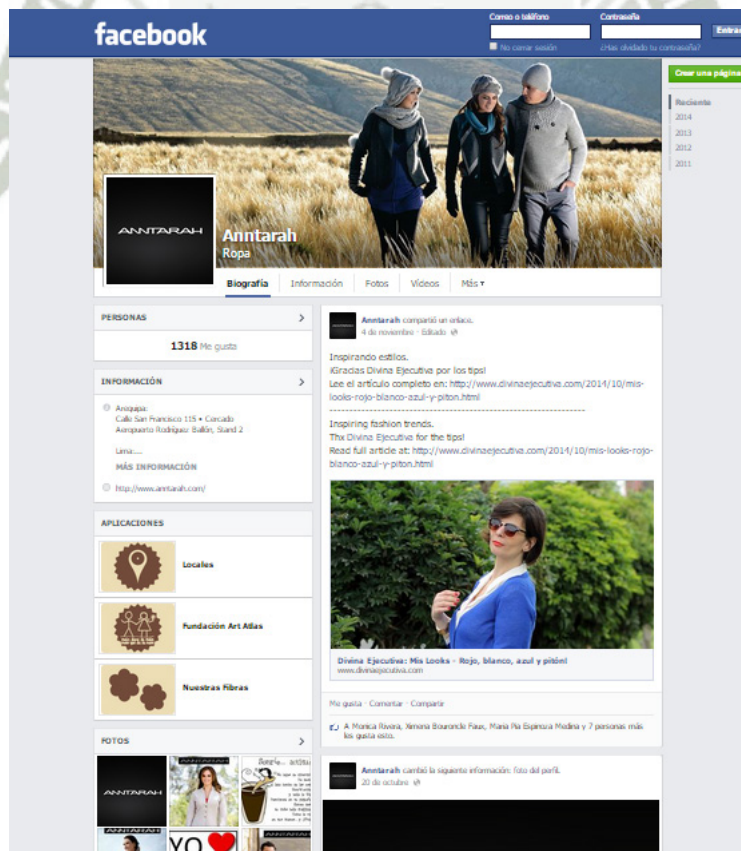 facebook
Correo o teléfono
Contraseña
Entrar
No cerrar sesión
¿Has olvidado tu contraseña?
Crear una página
Reciente
2014
2013
2012
2011
ANNTARAH
Anntarah
Ropa
Biografía
Información
Fotos
Vídeos
Más
PERSONAS
1318 Me gusta
INFORMACIÓN
Arequipa:
Calle San Francisco 115 • Cercado
Aeropuerto Rodríguez Ballón, Stand 2
Lima:...
MÁS INFORMACIÓN
http://www.anntarah.com/
APLICACIONES
Locales
Fundación Art Atlas
Nuestras Fibras
FOTOS
ANNTARAH
YO
Anntarah compartió un enlace.
4 de noviembre · Editado
Inspirando estilos.
¡Gracias Divina Ejecutiva por los tips!
Lee el artículo completo en: http://www.divinaejecutiva.com/2014/10/mis-
looks-rojo-blanco-azul-y-piton.html
----------------------------------------------------------------
Inspiring fashion trends.
Thx Divina Ejecutiva for the tips!
Read full article at: http://www.divinaejecutiva.com/2014/10/mis-looks-rojo-
blanco-azul-y-piton.html
Divina Ejecutiva: Mis Looks - Rojo, blanco, azul y pitón!
www.divinaejecutiva.com
Me gusta · Comentar · Compartir
A Monica Rivera, Ximena Bouroncle Faux, Maria Pia Espinoza Medina y 7 personas más
les gusta esto.
Anntarah cambió la siguiente información: foto del perfil.
20 de octubre